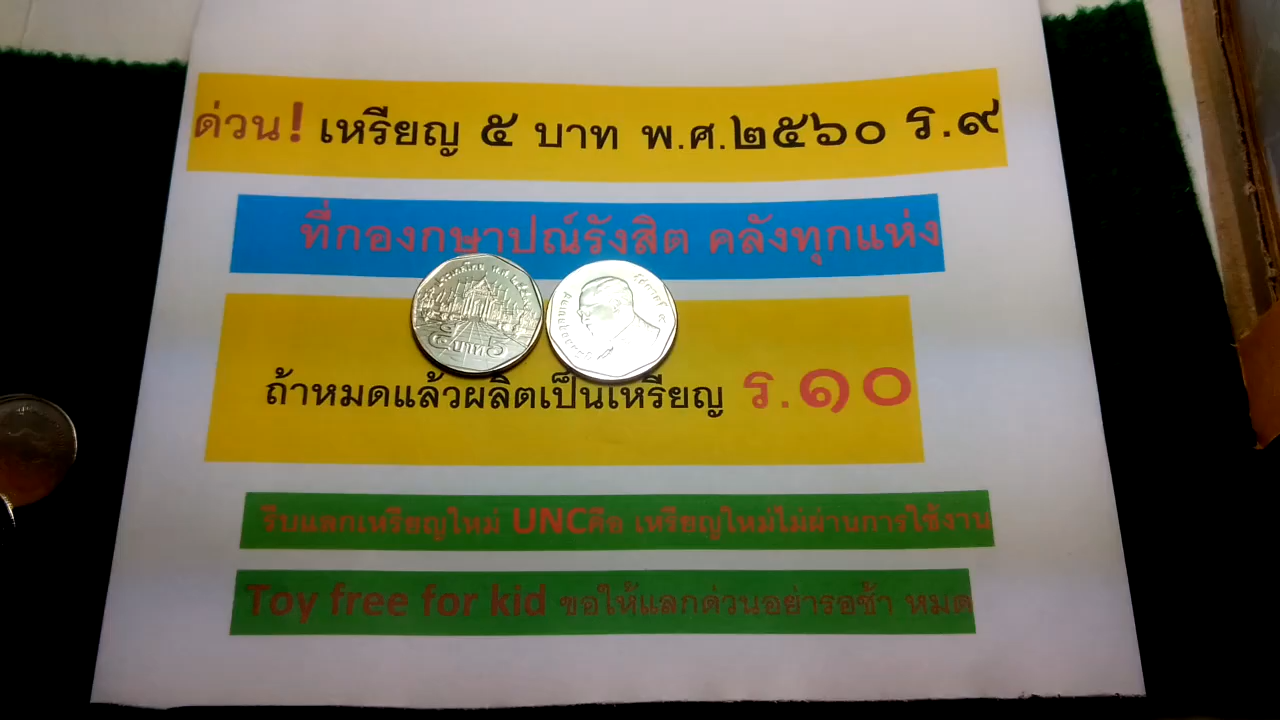 ด่วน! เหรียญ ๕ บาท พ.ศ.๒๕๖๐ ร.๙
ที่กองกษาปณ์รังสิต คลังทุกแห่ง
ถ้าหมดแล้วผลิตเป็นเหรียญ ร.๑๐
รีบแลกเหรียญใหม่ UNCคือ เหรียญใหม่ไม่ผ่านการใช้งาน
Toy free for kid ขอให้แลกด่วนอย่ารอช้า หมด
๕ บาท 5